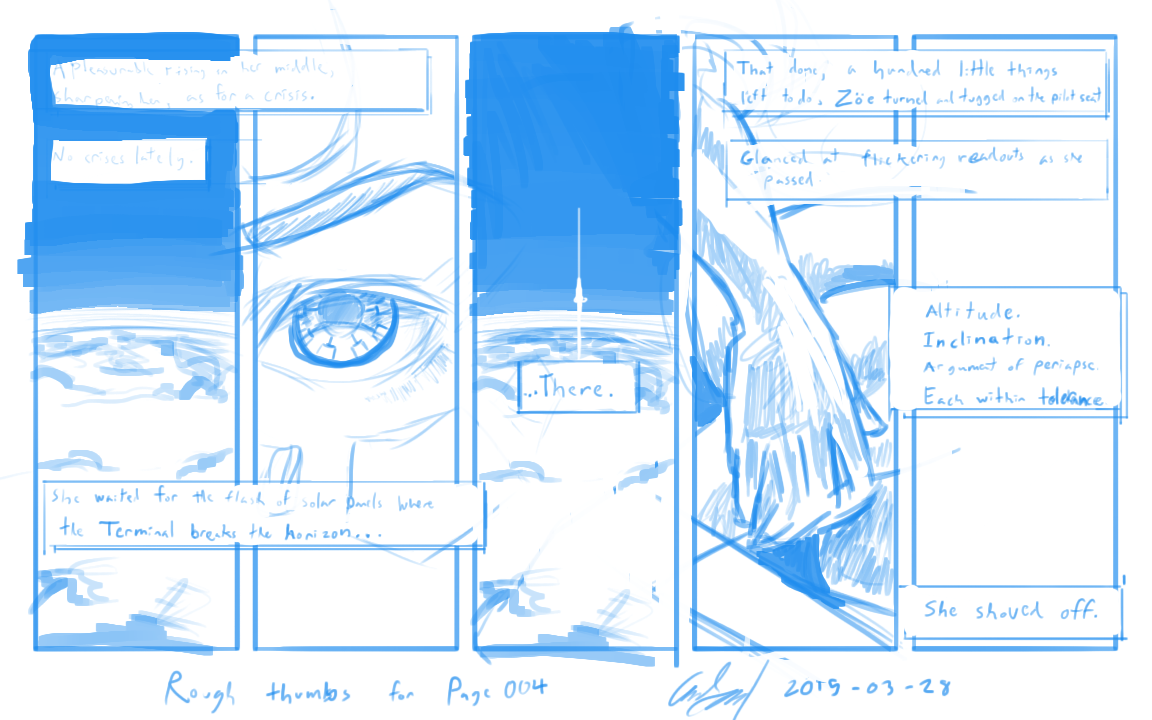 A pleasurable rising in her middle,
sharpening her, as for a crisis.
No crises lately.
She waited for the flash of solar panels where
the Terminal breaks the horizon...
...There.
That done, a hundred little things
left to do, Zöe turned and tugged on the pilot seat
Glanced at flickering readouts as she
passed.
Altitude.
Inclination.
Argument of periapse.
Each within tolerance.
She shoved off.
Rough thumbs for Page 004
2019-03-28